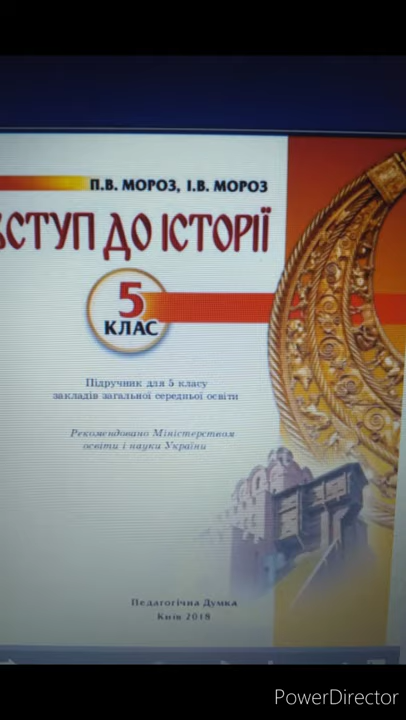 П.В. МОРОЗ, І.В. МОРОЗ
ВСТУП ДО ІСТОРІЇ
5
КЛАС
Підручник для 5 класу
закладів загальної середньої освіти
Рекомендовано Міністерством
освіти і науки України
Педагогічна Думка
Київ 2018
PowerDirector